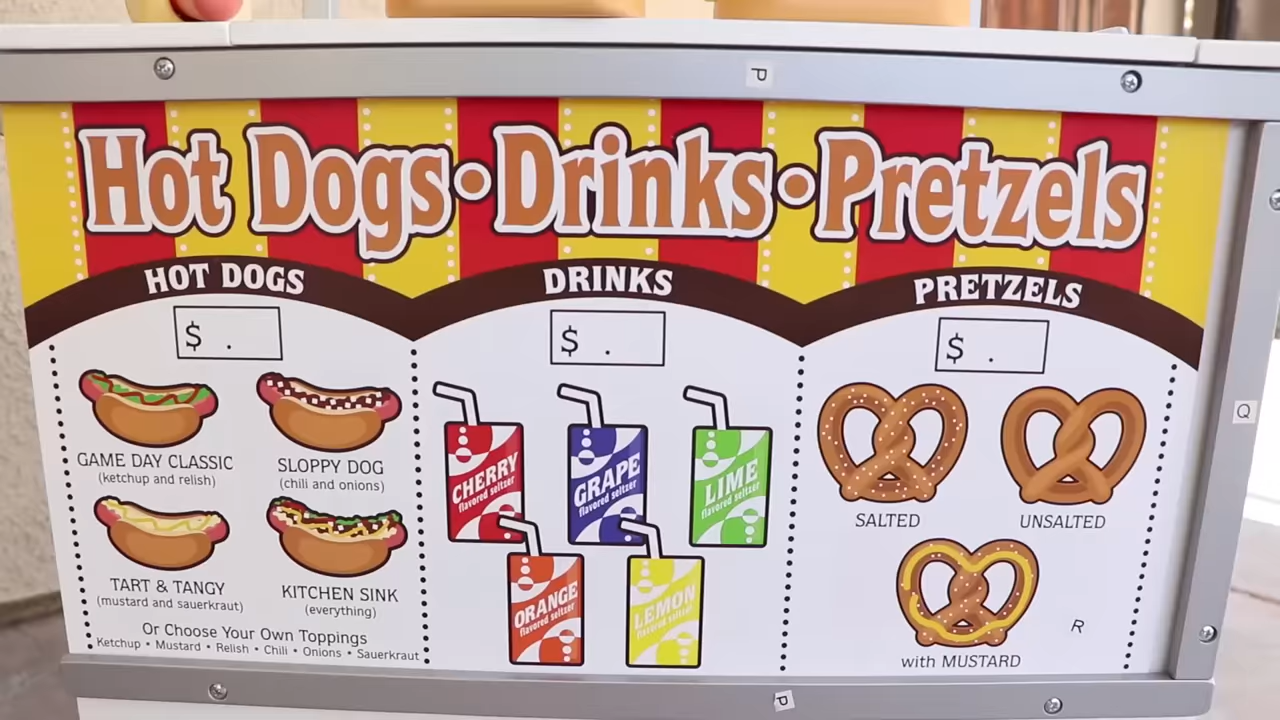 P
Hot Dogs • Drinks • Pretzels
HOT DOGS
$ .
GAME DAY CLASSIC
(ketchup and relish)
SLOPPY DOG
(chili and onions)
TART & TANGY
(mustard and sauerkraut)
KITCHEN SINK
(everything)
Or Choose Your Own Toppings
Ketchup • Mustard • Relish • Chili • Onions • Sauerkraut
DRINKS
$ .
CHERRY
flavored seltzer
GRAPE
flavored seltzer
LIME
flavored seltzer
ORANGE
flavored seltzer
LEMON
flavored seltzer
PRETZELS
$ .
SALTED
UNSALTED
with MUSTARD
R
Q
P